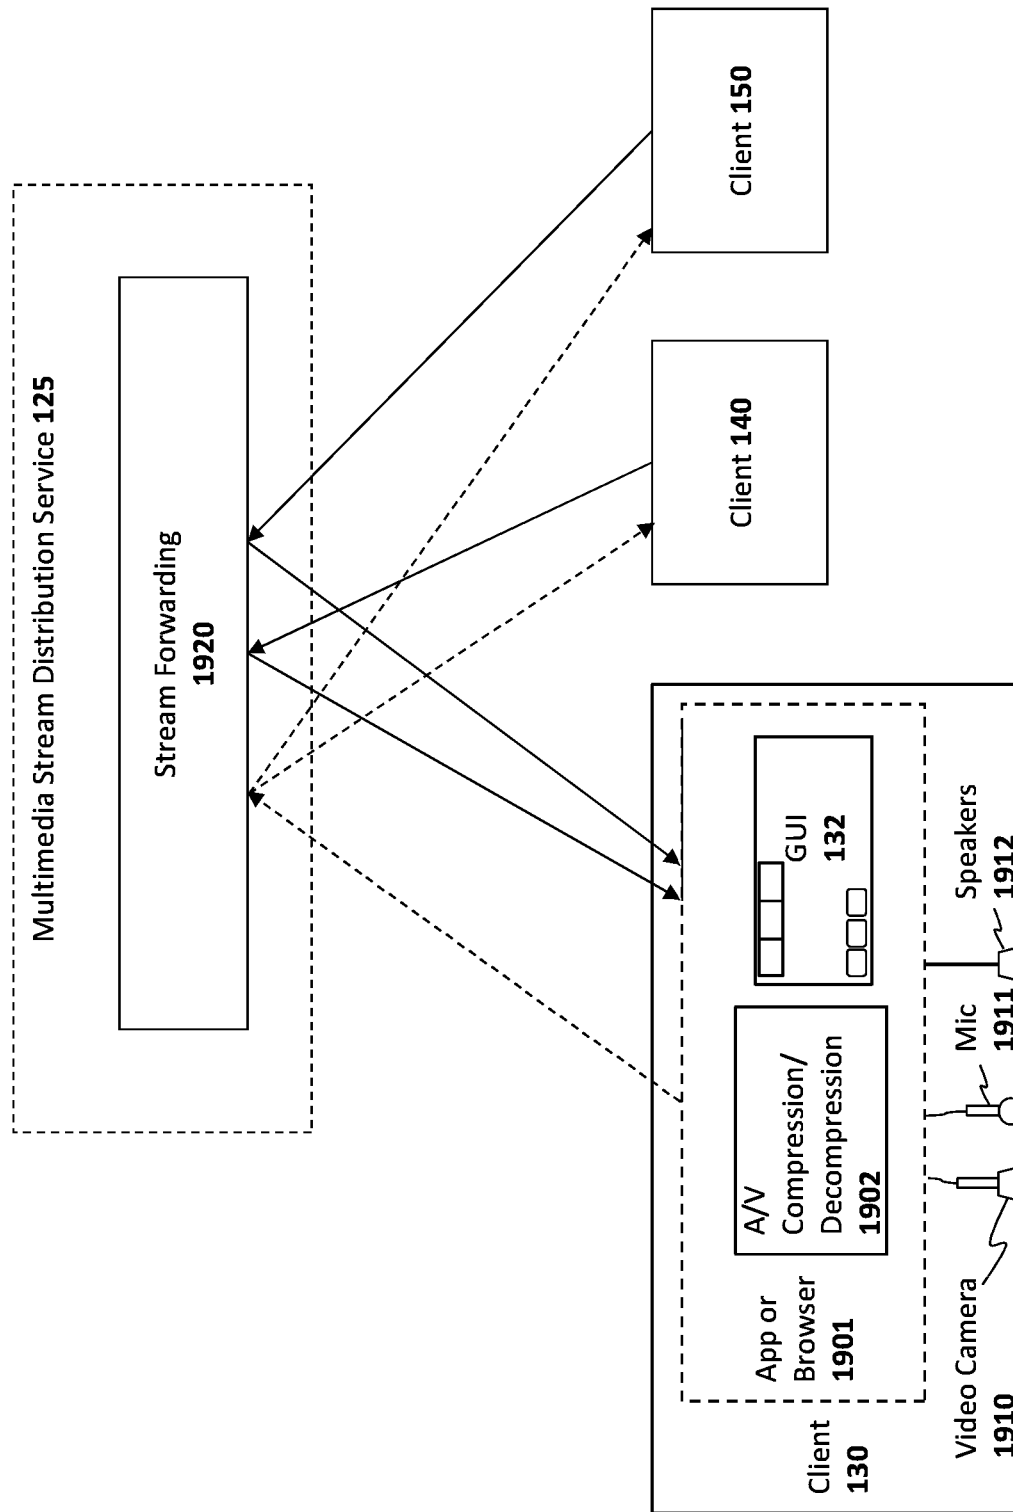 Multimedia Stream Distribution Service 125
Stream Forwarding
1920
Client 130
App or
Browser
1901
A/V
Compression/
Decompression
1902
GUI
132
Video Camera
1910
Mic
1911
Speakers
1912
Client 140
Client 150